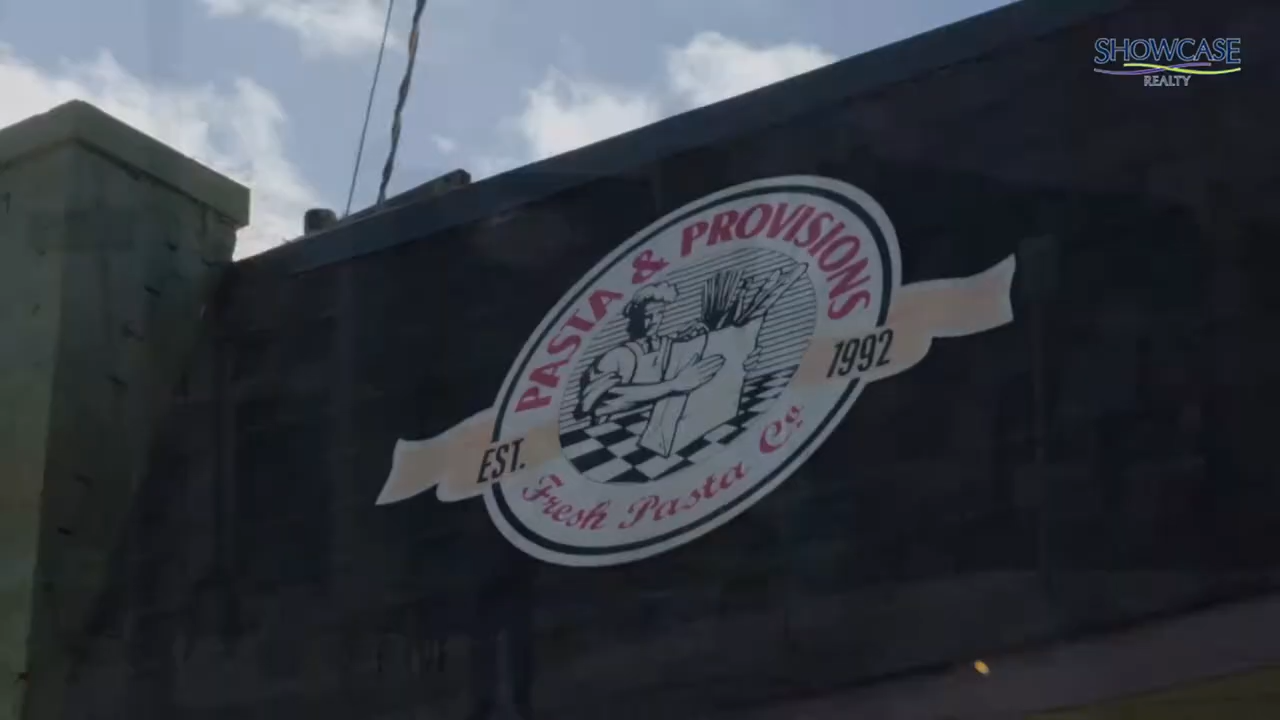 SHOWCASE
REALTY
PASTA & PROVISIONS
EST. 1992
Fresh Pasta Co.